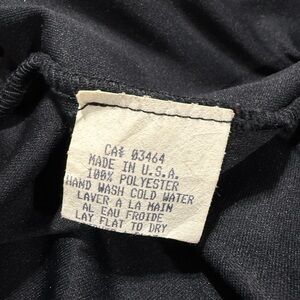 CA# 03464
MADE IN U.S.A.
100% POLYESTER
HAND WASH COLD WATER
LAVER A LA MAIN
AL EAU FROIDE
LAY FLAT TO DRY